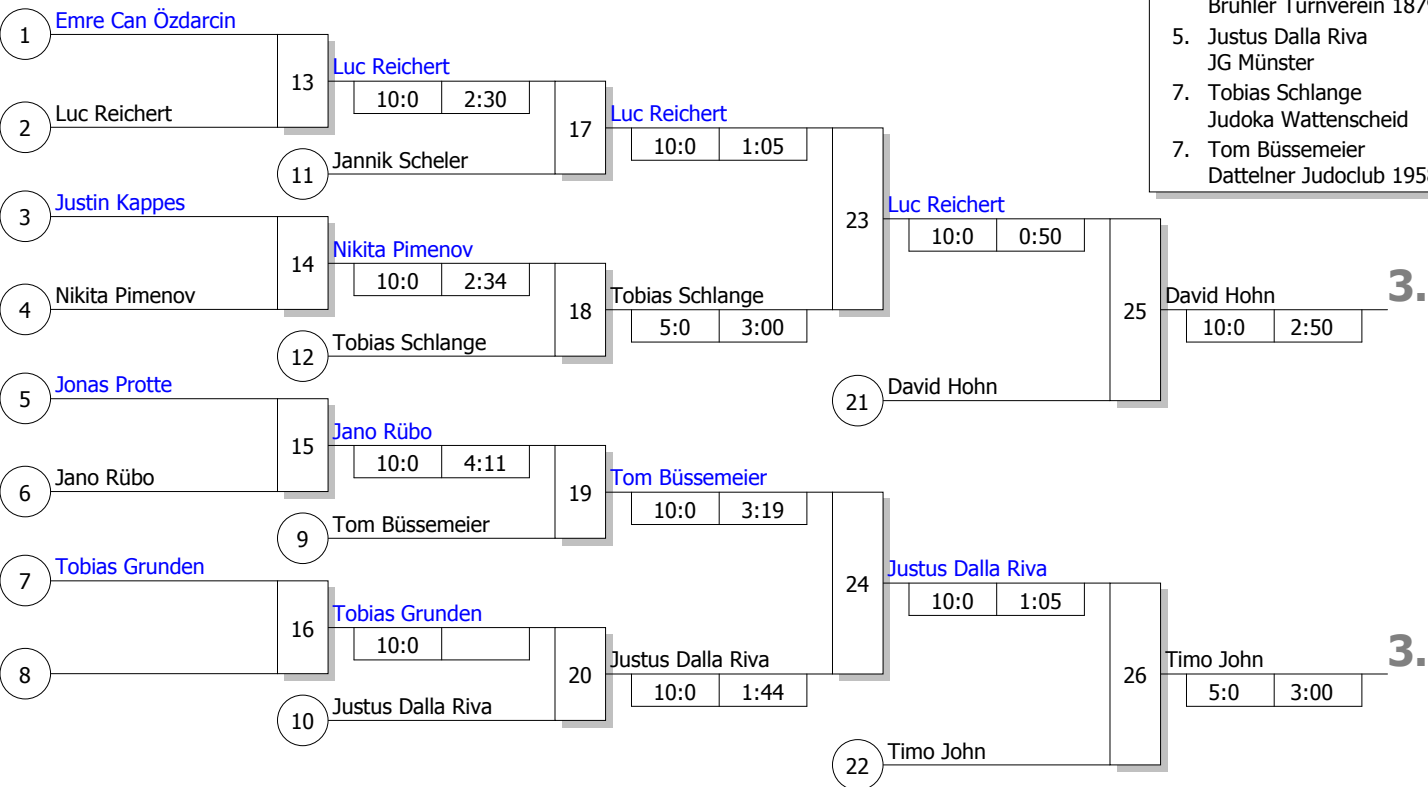 Brühler Turnverein 1879
5. Justus Dalla Riva
JG Münster
7. Tobias Schlange
Judoka Wattenscheid
7. Tom Büssemeier
Dattelner Judoclub 195
1 Emre Can Özdarcin
2 Luc Reichert
13 Luc Reichert
10:0 2:30
11 Jannik Scheler
17 Luc Reichert
10:0 1:05
3 Justin Kappes
4 Nikita Pimenov
14 Nikita Pimenov
10:0 2:34
12 Tobias Schlange
18 Tobias Schlange
5:0 3:00
23 Luc Reichert
10:0 0:50
21 David Hohn
25 David Hohn 3.
10:0 2:50
5 Jonas Protte
6 Jano Rübo
15 Jano Rübo
10:0 4:11
9 Tom Büssemeier
19 Tom Büssemeier
10:0 3:19
7 Tobias Grunden
8
16 Tobias Grunden
10:0
10 Justus Dalla Riva
20 Justus Dalla Riva
10:0 1:44
24 Justus Dalla Riva
10:0 1:05
22 Timo John
26 Timo John 3.
5:0 3:00